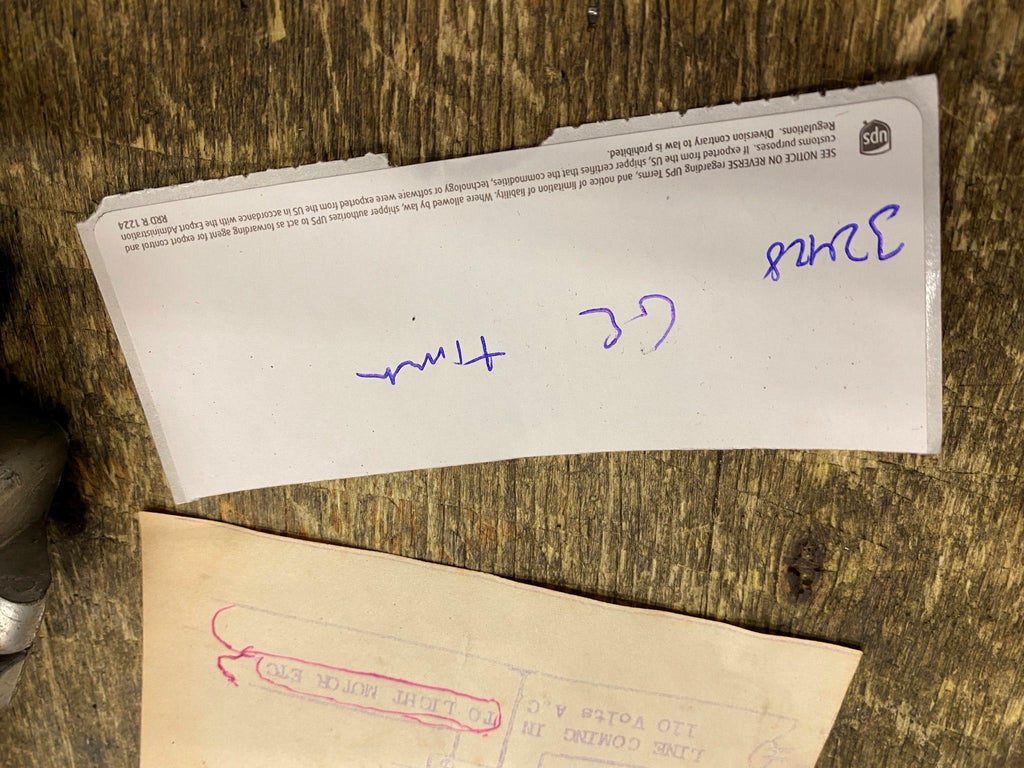 ups
SEE NOTICE ON REVERSE regarding UPS Terms, and notice of limitation of liability. Where allowed by law, shipper authorizes UPS to act as forwarding agent for export control and
customs purposes. If exported from the US, shipper certifies that the commodities, technology or software were exported from the US in accordance with the Export Administration
Regulations. Diversion contrary to law is prohibited.
RRD R 1224
32428
GE
LINE COMING IN
110 Volts A,C
TO LIGHT MOTOR ETC